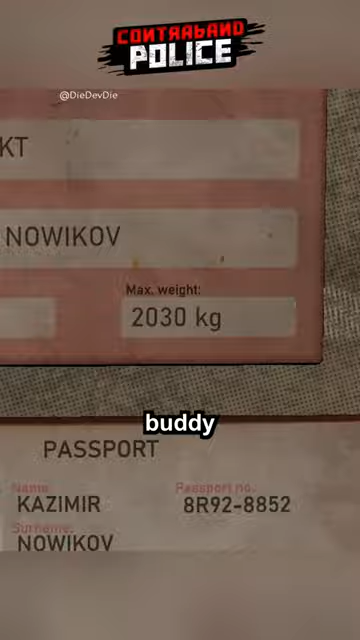 CONTRABAND
POLICE
@DieDevDie
KT
NOWIKOV
Max. weight:
2030 kg
buddy
PASSPORT
Name:
Passport no.
KAZIMIR
8R92-8852
Surname:
NOWIKOV